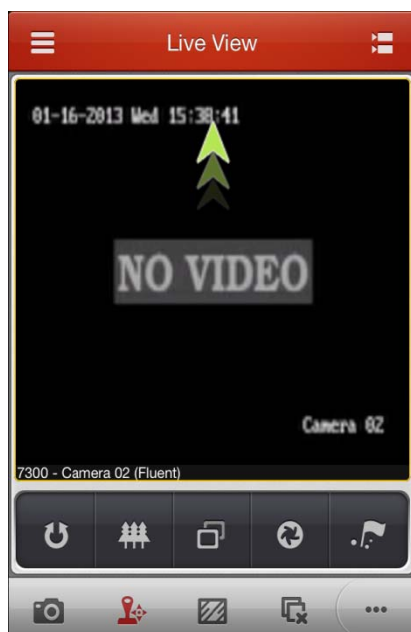 Live View
01-16-2013 Wed 15:38:41
NO VIDEO
Camera 02
7300 - Camera 02 (Fluent)